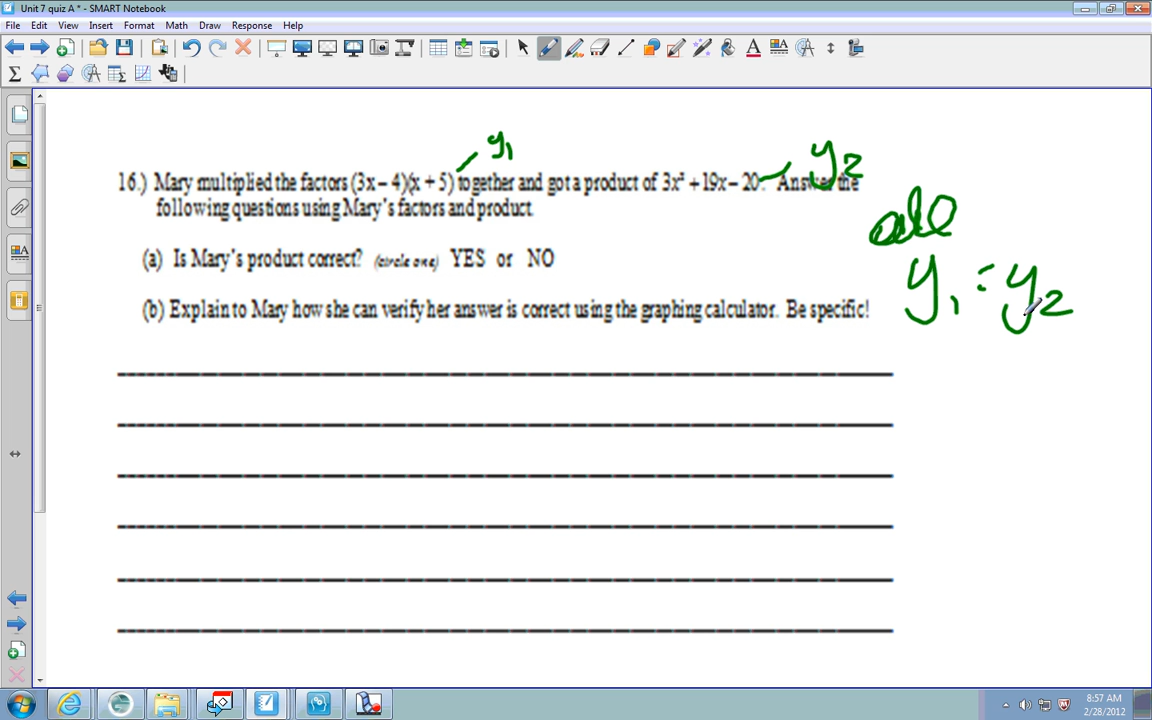 Unit 7 quiz A * - SMART Notebook
File Edit View Insert Format Math Draw Response Help
y1
y2
16.) Mary multiplied the factors (3x – 4)(x + 5) together and got a product of 3x² + 19x – 20. Answer the
following questions using Mary's factors and product
y1 = y2
(a) Is Mary's product correct? (circle one) YES or NO
(b) Explain to Mary how she can verify her answer is correct using the graphing calculator. Be specific!
8:57 AM
2/28/2012